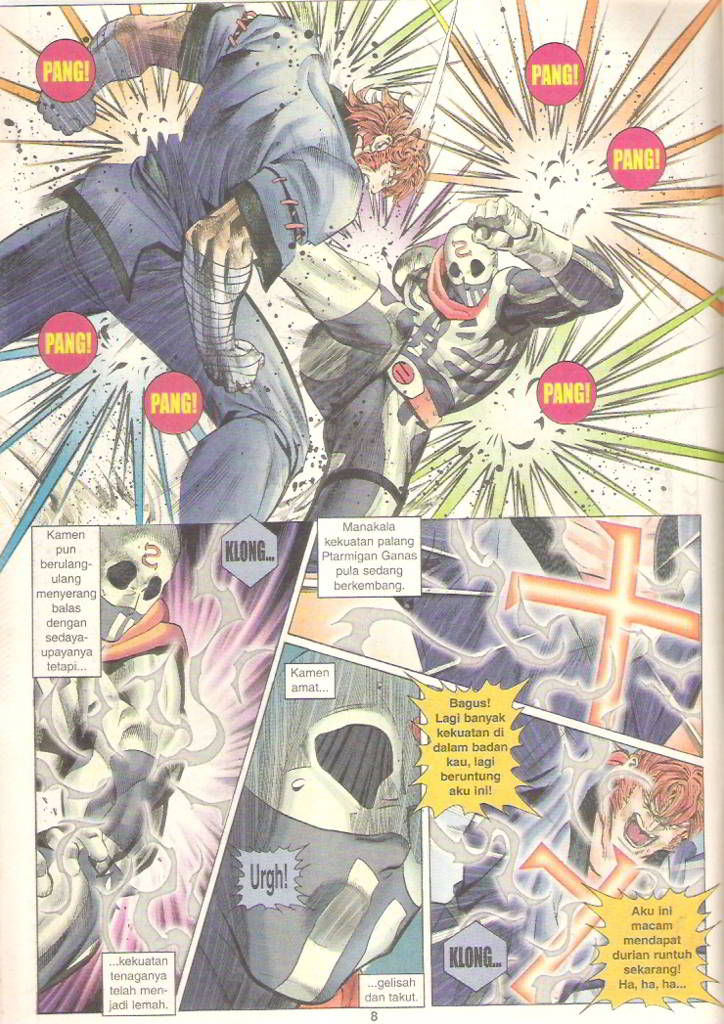 PANG!
PANG!
PANG!
PANG!
PANG!
PANG!
Kamen
pun
berulang-
ulang
menyerang
balas
dengan
sedaya-
upayanya
tetapi...
KLONG...
Manakala
kekuatan palang
Ptarmigan Ganas
pula sedang
berkembang.
...kekuatan
tenaganya
telah men-
jadi lemah.
Kamen
amat...
Urgh!
...gelisah
dan takut.
Bagus!
Lagi banyak
kekuatan di
dalam badan
kau, lagi
beruntung
aku ini!
KLONG...
Aku ini
macam
mendapat
durian runtuh
sekarang!
Ha, ha, ha...
8